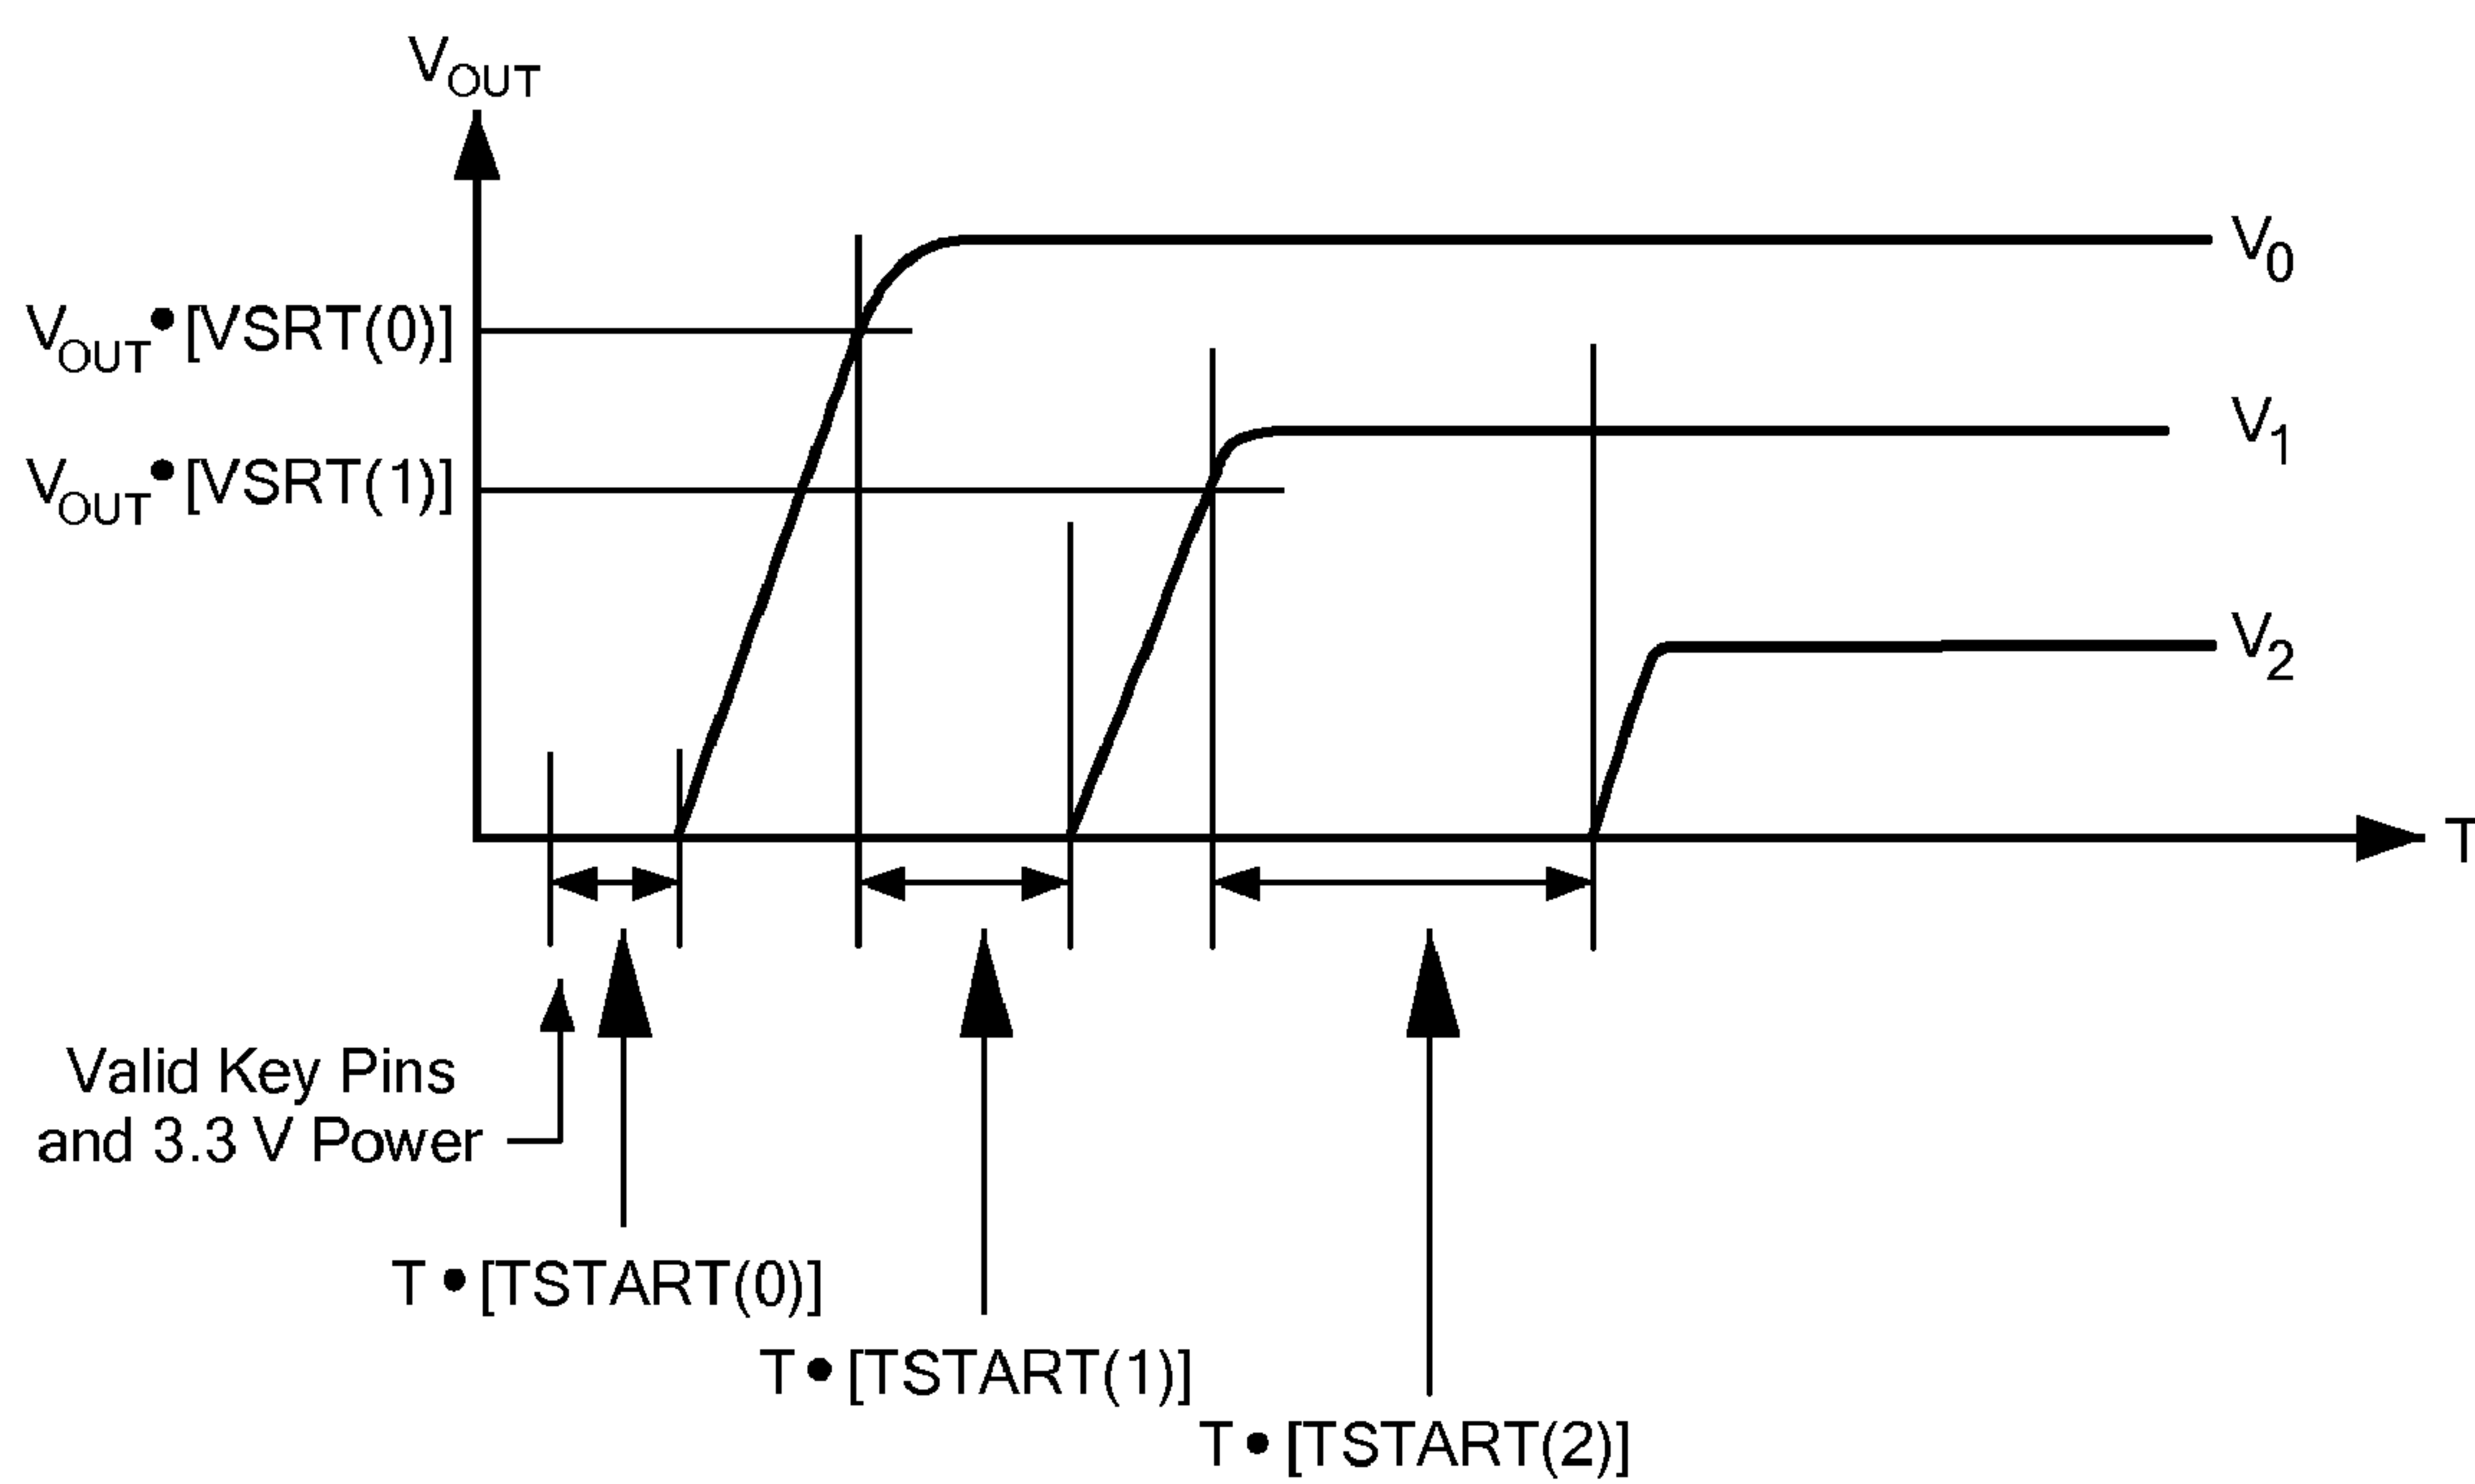 VOUT
V0
VOUT•[VSRT(0)]
V1
VOUT•[VSRT(1)]
V2
T
Valid Key Pins
and 3.3 V Power
T•[TSTART(0)]
T•[TSTART(1)]
T•[TSTART(2)]